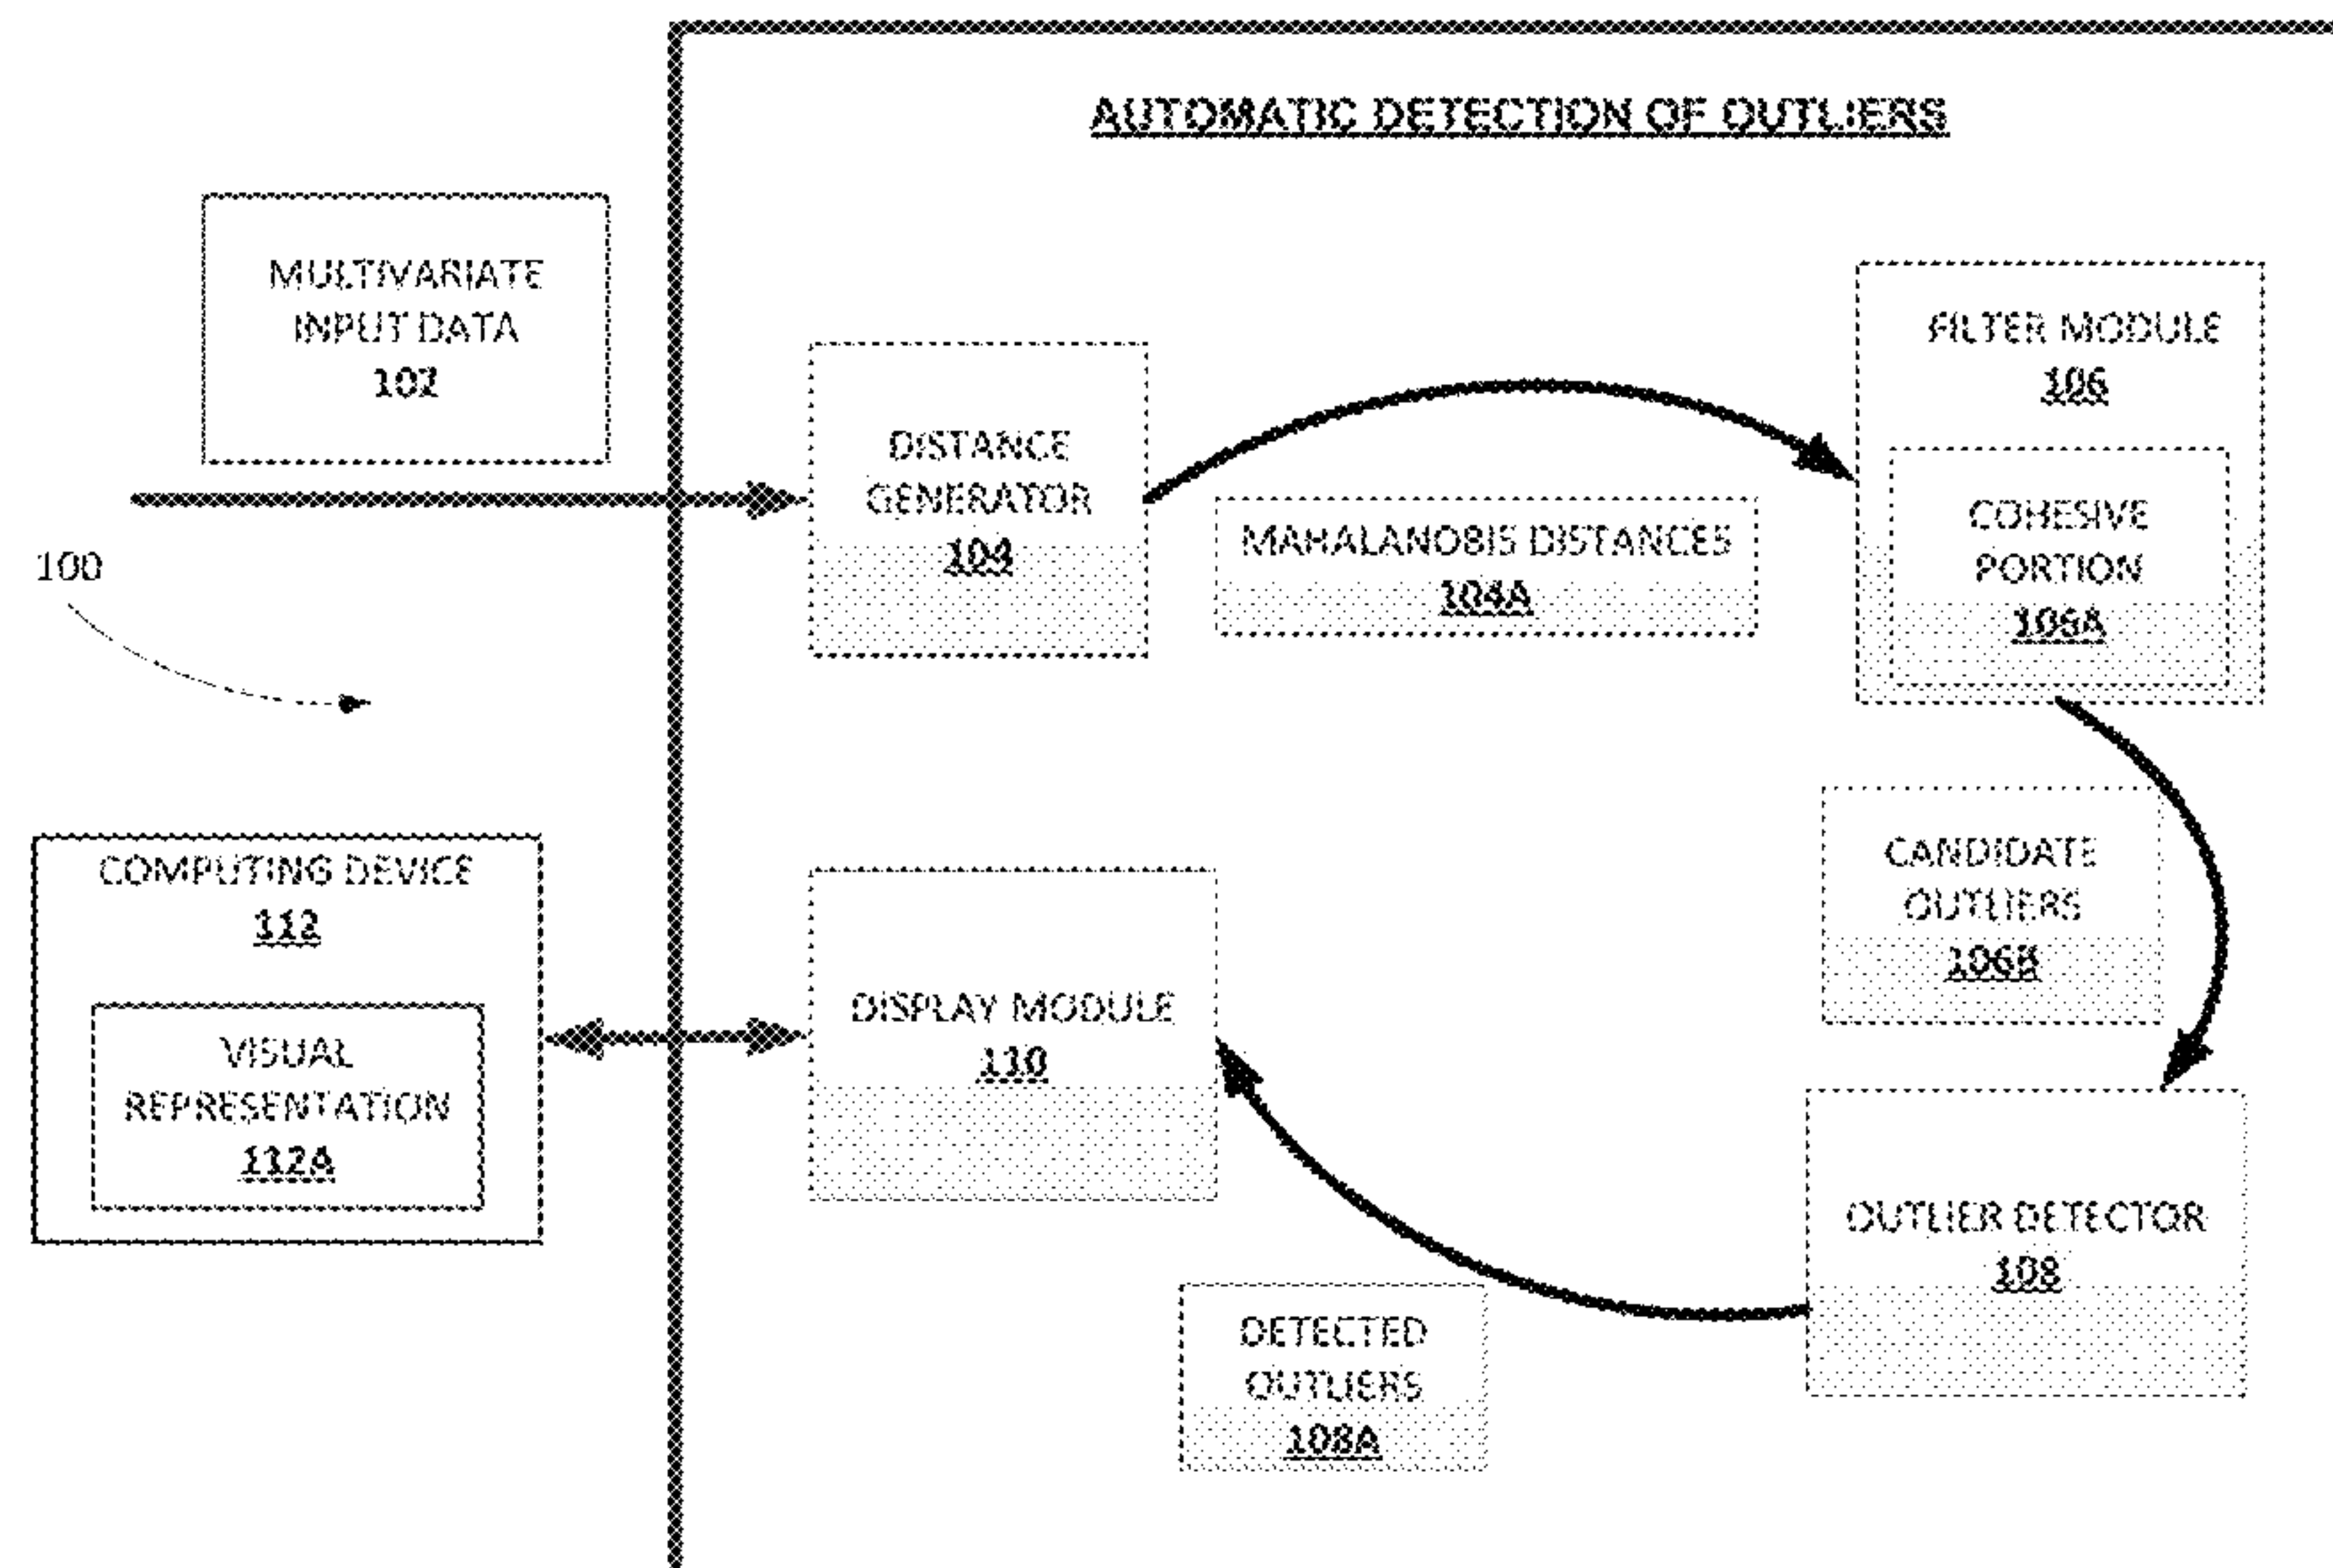 AUTOMATIC DETECTION OF OUTLIERS
MULTIVARIATE
INPUT DATA
102
DISTANCE
GENERATOR
104
MAHALANOBIS DISTANCES
104A
FILTER MODULE
106
COHESIVE
PORTION
106A
100
CANDIDATE
OUTLIERS
106B
COMPUTING DEVICE
112
VISUAL
REPRESENTATION
112A
DISPLAY MODULE
110
OUTLIER DETECTOR
108
DETECTED
OUTLIERS
108A